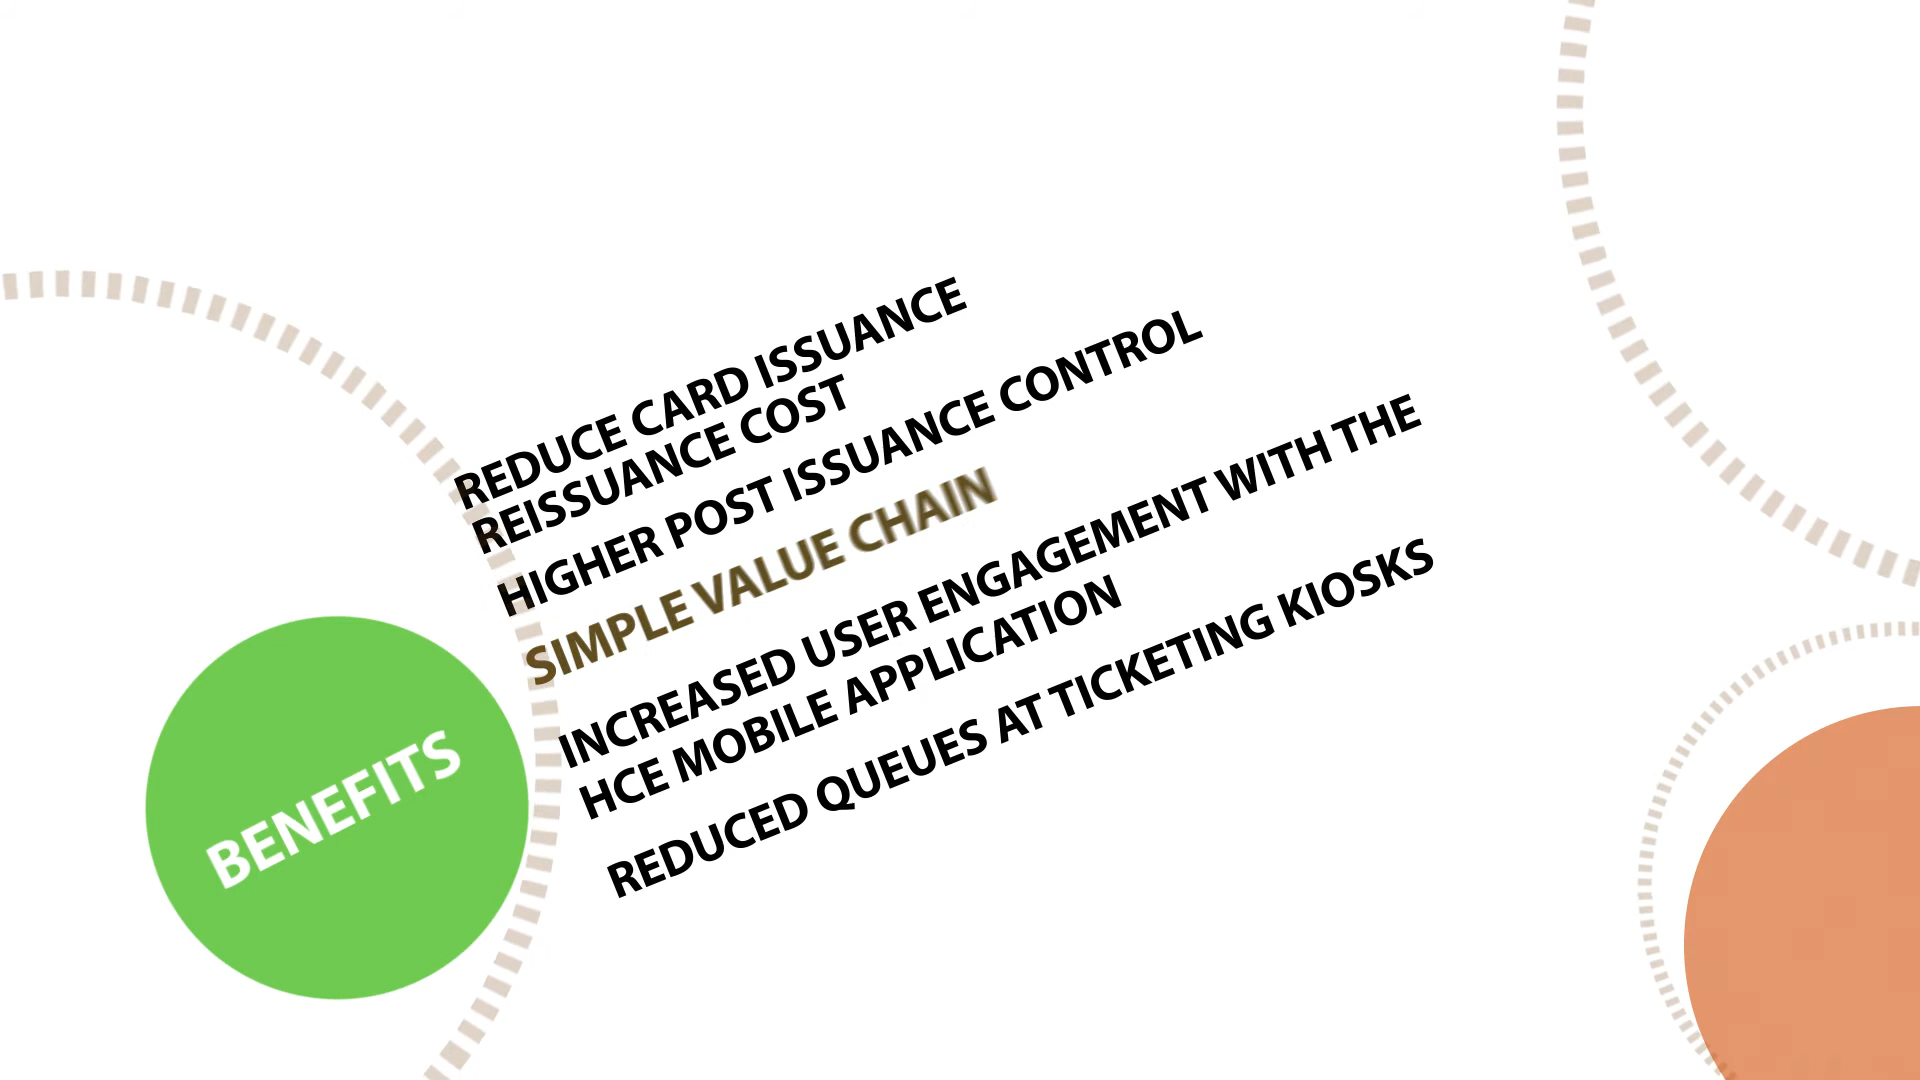 REDUCE CARD ISSUANCE
REISSUANCE COST
HIGHER POST ISSUANCE CONTROL
SIMPLE VALUE CHAIN
INCREASED USER ENGAGEMENT WITH THE
HCE MOBILE APPLICATION
REDUCED QUEUES AT TICKETING KIOSKS
BENEFITS